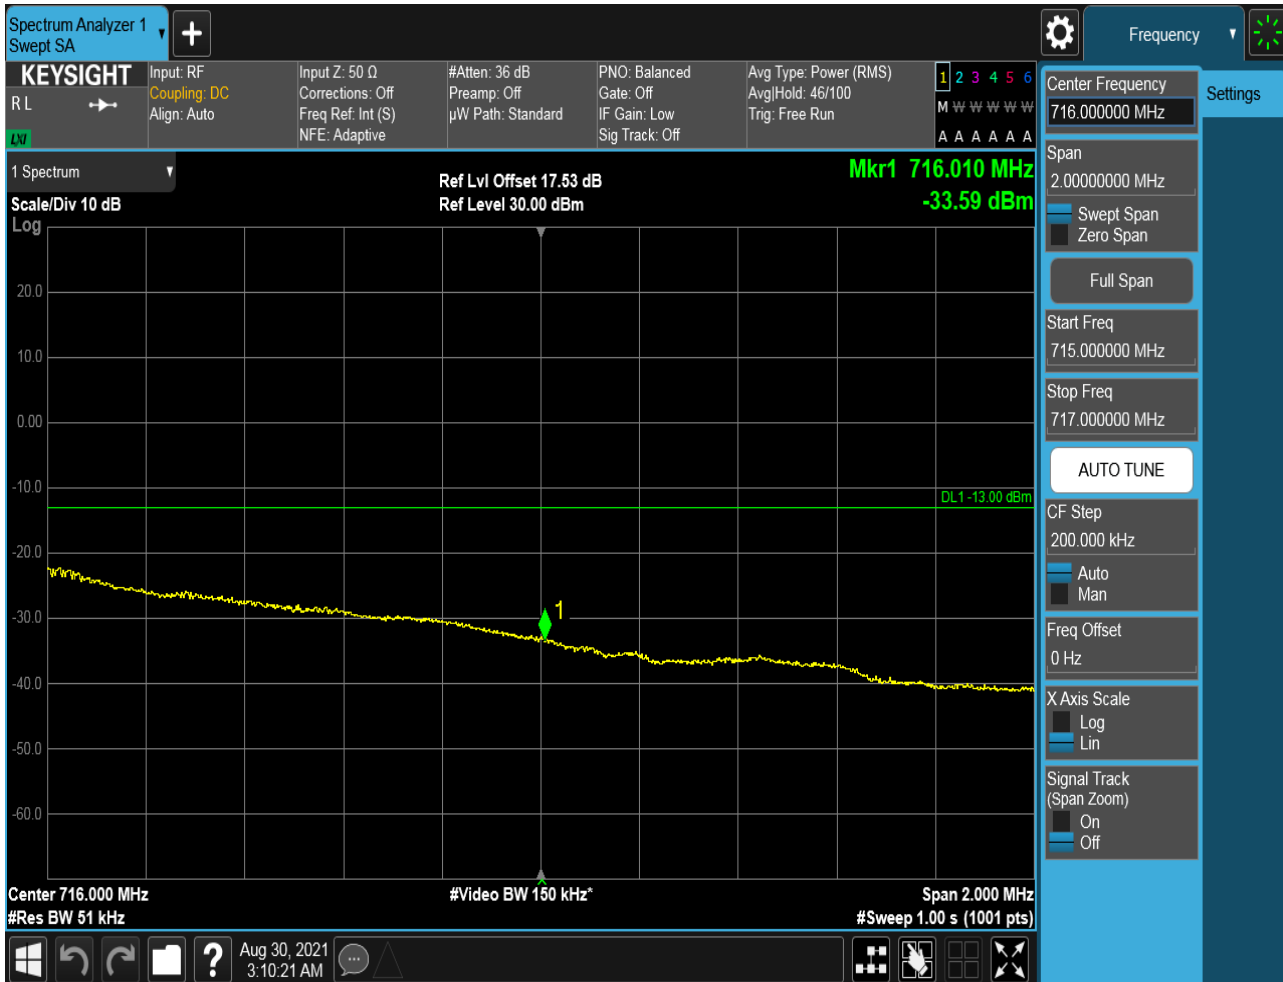 Spectrum Analyzer 1
Swept SA
+
Frequency
KEYSIGHT
R L
LXI
Input: RF
Coupling: DC
Align: Auto
Input Z: 50 Ω
Corrections: Off
Freq Ref: Int (S)
NFE: Adaptive
#Atten: 36 dB
Preamp: Off
µW Path: Standard
PNO: Balanced
Gate: Off
IF Gain: Low
Sig Track: Off
Avg Type: Power (RMS)
Avg|Hold: 46/100
Trig: Free Run
1 2 3 4 5 6
M W W W W W
A A A A A A
1 Spectrum
Scale/Div 10 dB
Log
Ref Lvl Offset 17.53 dB
Ref Level 30.00 dBm
Mkr1 716.010 MHz
-33.59 dBm
20.0
10.0
0.00
-10.0
-20.0
-30.0
-40.0
-50.0
-60.0
DL1 -13.00 dBm
1
Center 716.000 MHz
#Res BW 51 kHz
#Video BW 150 kHz*
Span 2.000 MHz
#Sweep 1.00 s (1001 pts)
?
Aug 30, 2021
3:10:21 AM
Center Frequency
716.000000 MHz
Settings
Span
2.00000000 MHz
Swept Span
Zero Span
Full Span
Start Freq
715.000000 MHz
Stop Freq
717.000000 MHz
AUTO TUNE
CF Step
200.000 kHz
Auto
Man
Freq Offset
0 Hz
X Axis Scale
Log
Lin
Signal Track
(Span Zoom)
On
Off